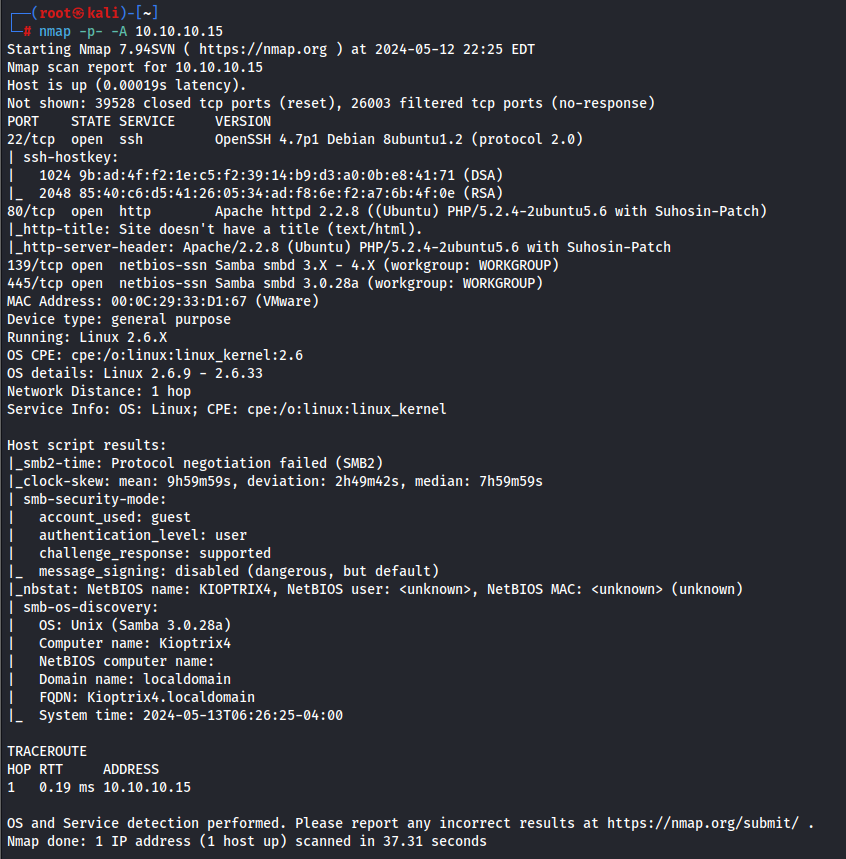 ┌──(root㉿kali)-[~]
└─# nmap -p- -A 10.10.10.15
Starting Nmap 7.94SVN ( https://nmap.org ) at 2024-05-12 22:25 EDT
Nmap scan report for 10.10.10.15
Host is up (0.00019s latency).
Not shown: 39528 closed tcp ports (reset), 26003 filtered tcp ports (no-response)
PORT    STATE SERVICE     VERSION
22/tcp  open  ssh         OpenSSH 4.7p1 Debian 8ubuntu1.2 (protocol 2.0)
| ssh-hostkey:
|   1024 9b:ad:4f:f2:1e:c5:f2:39:14:b9:d3:a0:0b:e8:41:71 (DSA)
|_  2048 85:40:c6:d5:41:26:05:34:ad:f8:6e:f2:a7:6b:4f:0e (RSA)
80/tcp  open  http        Apache httpd 2.2.8 ((Ubuntu) PHP/5.2.4-2ubuntu5.6 with Suhosin-Patch)
|_http-title: Site doesn't have a title (text/html).
|_http-server-header: Apache/2.2.8 (Ubuntu) PHP/5.2.4-2ubuntu5.6 with Suhosin-Patch
139/tcp open  netbios-ssn Samba smbd 3.X - 4.X (workgroup: WORKGROUP)
445/tcp open  netbios-ssn Samba smbd 3.0.28a (workgroup: WORKGROUP)
MAC Address: 00:0C:29:33:D1:67 (VMware)
Device type: general purpose
Running: Linux 2.6.X
OS CPE: cpe:/o:linux:linux_kernel:2.6
OS details: Linux 2.6.9 - 2.6.33
Network Distance: 1 hop
Service Info: OS: Linux; CPE: cpe:/o:linux:linux_kernel

Host script results:
|_smb2-time: Protocol negotiation failed (SMB2)
|_clock-skew: mean: 9h59m59s, deviation: 2h49m42s, median: 7h59m59s
| smb-security-mode:
|   account_used: guest
|   authentication_level: user
|   challenge_response: supported
|_  message_signing: disabled (dangerous, but default)
|_nbstat: NetBIOS name: KIOPTRIX4, NetBIOS user: <unknown>, NetBIOS MAC: <unknown> (unknown)
| smb-os-discovery:
|   OS: Unix (Samba 3.0.28a)
|   Computer name: Kioptrix4
|   NetBIOS computer name:
|   Domain name: localdomain
|   FQDN: Kioptrix4.localdomain
|_  System time: 2024-05-13T06:26:25-04:00

TRACEROUTE
HOP RTT     ADDRESS
1   0.19 ms 10.10.10.15

OS and Service detection performed. Please report any incorrect results at https://nmap.org/submit/ .
Nmap done: 1 IP address (1 host up) scanned in 37.31 seconds